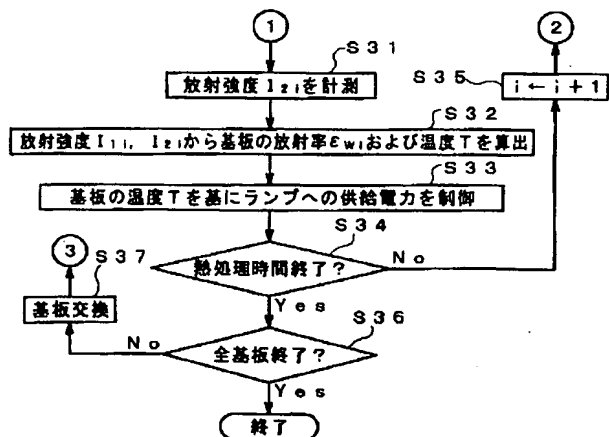 ①
S31
放射強度I2iを計測
②
S35
i←i+1
S32
放射強度I1i, I2iから基板の放射率εWiおよび温度Tを算出
S33
基板の温度Tを基にランプへの供給電力を制御
S34
熱処理時間終了?
No
Yes
③
S37
基板交換
S36
全基板終了?
No
Yes
終了